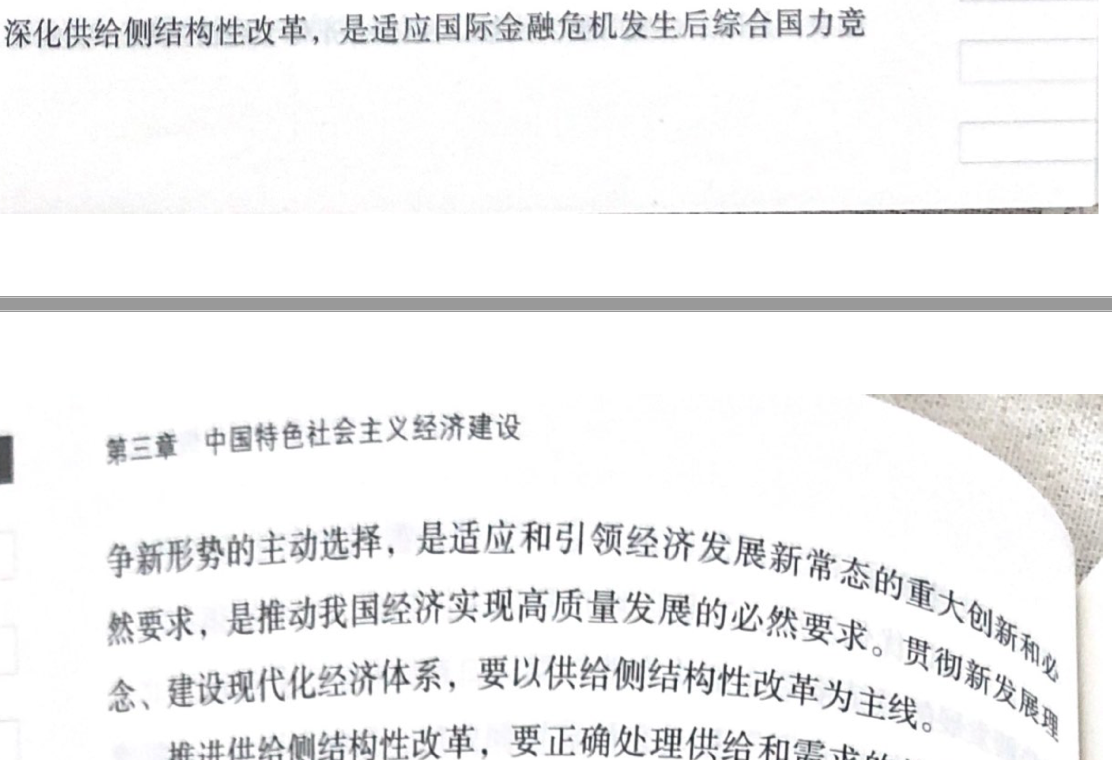 深化供给侧结构性改革，是适应国际金融危机发生后综合国力竞
第三章 中国特色社会主义经济建设
争新形势的主动选择，是适应和引领经济发展新常态的重大创新和必
然要求，是推动我国经济实现高质量发展的必然要求。贯彻新发展理
念、建设现代化经济体系，要以供给侧结构性改革为主线。
推进供给侧结构性改革，要正确处理供给和需求的